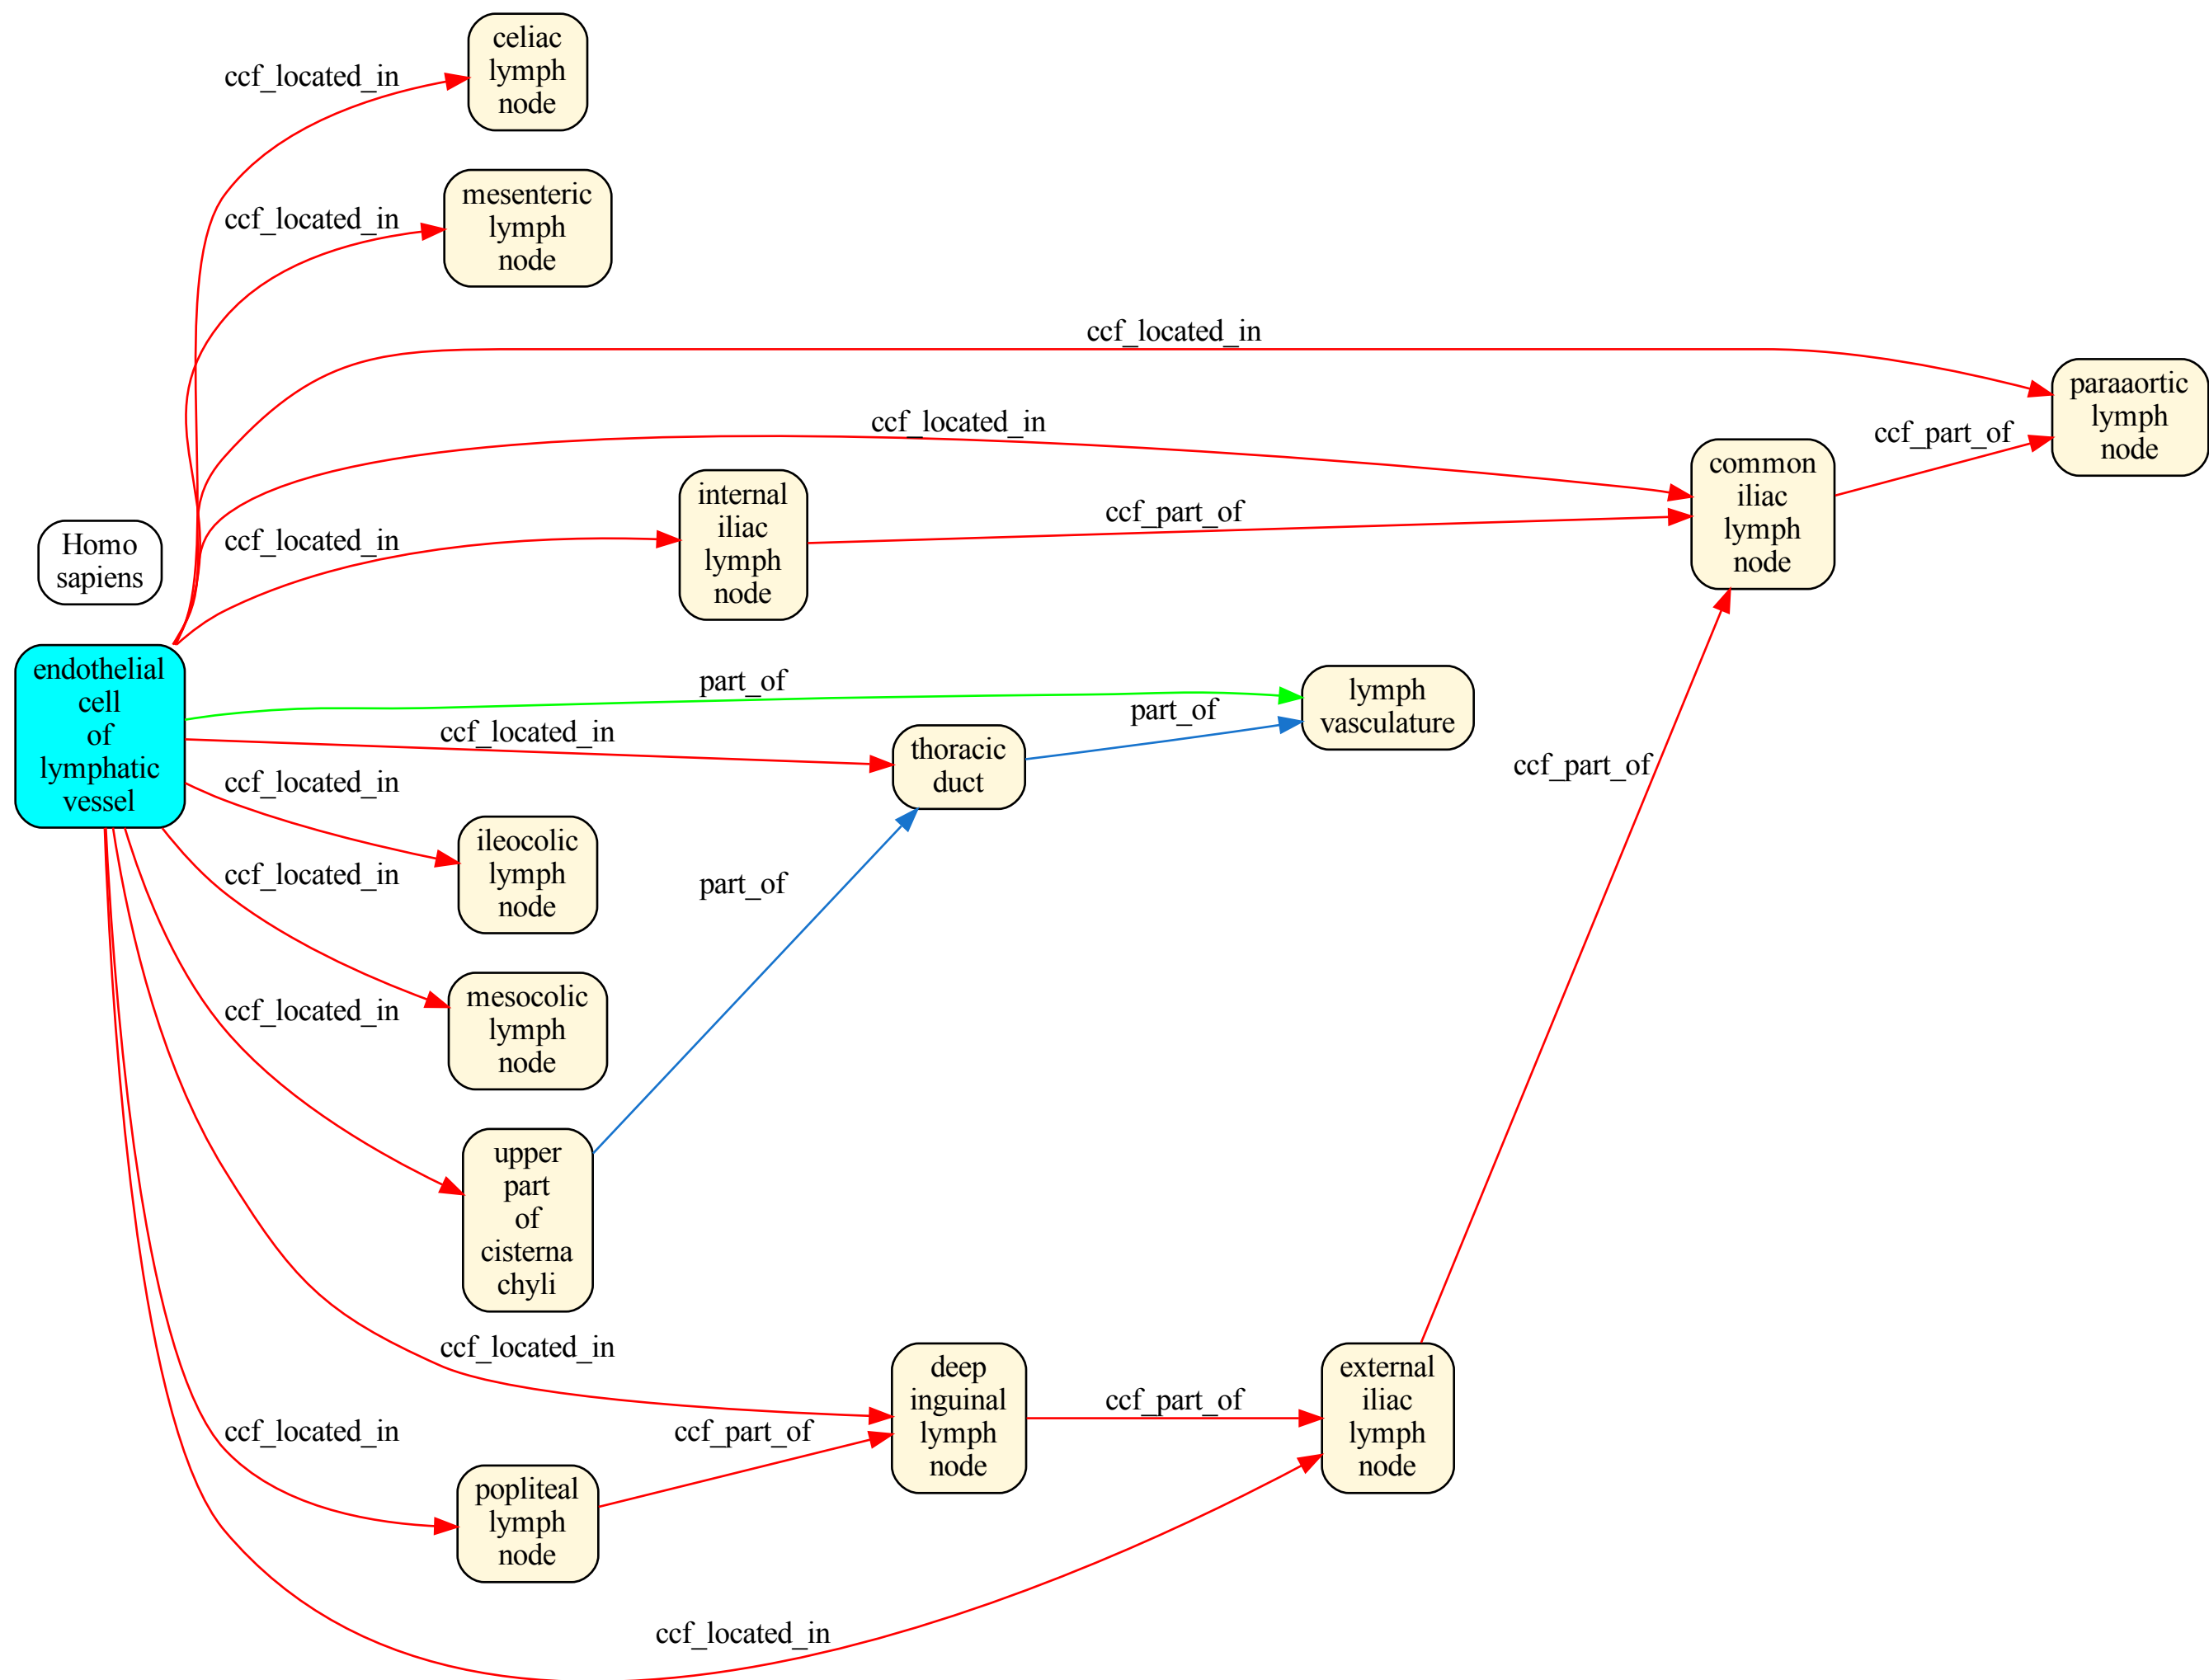 celiac
lymph
node
ccf_located_in
mesenteric
lymph
node
ccf_located_in
ccf_located_in
paraaortic
lymph
node
ccf_located_in
ccf_part_of
common
iliac
lymph
node
internal
iliac
lymph
node
ccf_part_of
ccf_located_in
Homo
sapiens
endothelial
cell
of
lymphatic
vessel
part_of
lymph
vasculature
part_of
ccf_located_in
thoracic
duct
ccf_part_of
ccf_located_in
ileocolic
lymph
node
ccf_located_in
part_of
mesocolic
lymph
node
ccf_located_in
upper
part
of
cisterna
chyli
ccf_located_in
deep
inguinal
lymph
node
ccf_part_of
external
iliac
lymph
node
ccf_located_in
ccf_part_of
popliteal
lymph
node
ccf_located_in